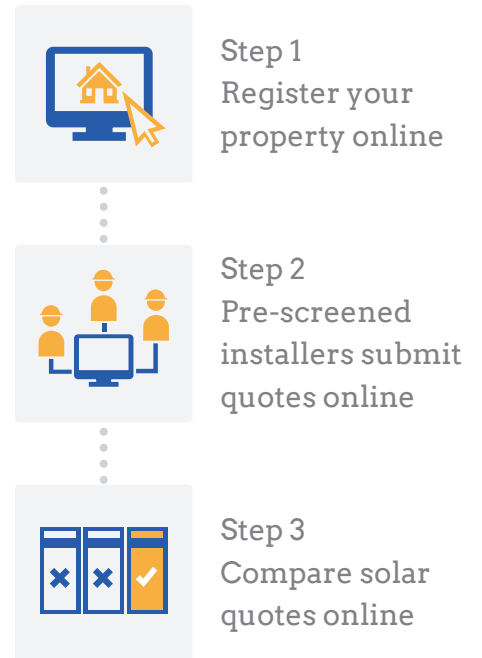 Step 1
Register your
property online
Step 2
Pre-screened
installers submit
quotes online
Step 3
Compare solar
quotes online